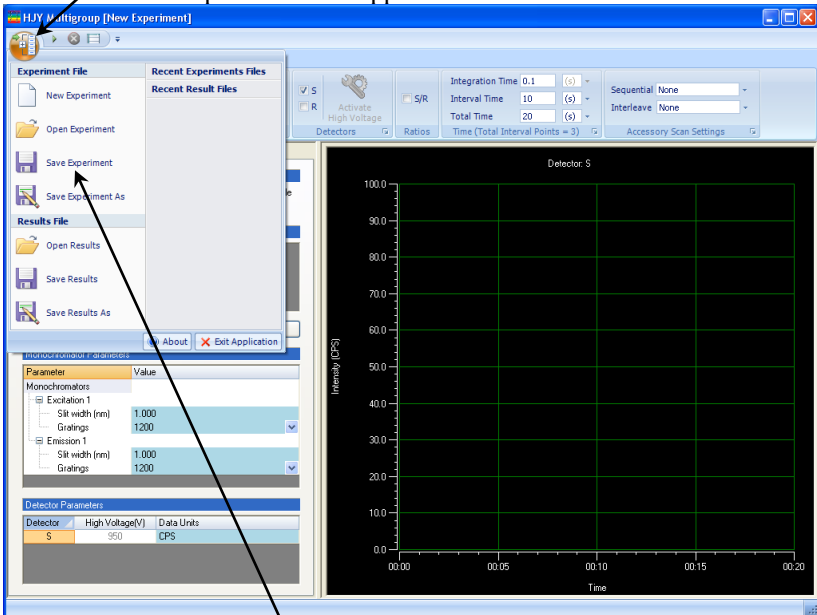 HJY Multigroup [New Experiment]
Experiment File
New Experiment
Open Experiment
Save Experiment
Save Experiment As
Results File
Open Results
Save Results
Save Results As
Recent Experiments Files
Recent Result Files
About
Exit Application
S
R
Activate
High Voltage
Detectors
S/R
Ratios
Integration Time 0.1 (s)
Interval Time 10 (s)
Total Time 20 (s)
Time (Total Interval Points = 3)
Sequential None
Interleave None
Accessory Scan Settings
Monochromator Parameters
Parameter Value
Monochromators
Excitation 1
Slit width (nm) 1.000
Gratings 1200
Emission 1
Slit width (nm) 1.000
Gratings 1200
Detector Parameters
Detector High Voltage(V) Data Units
S 950 CPS
Detector: S
Intensity (CPS)
100.0
90.0
80.0
70.0
60.0
50.0
40.0
30.0
20.0
10.0
0.0
00:00 00:05 00:10 00:15 00:20
Time